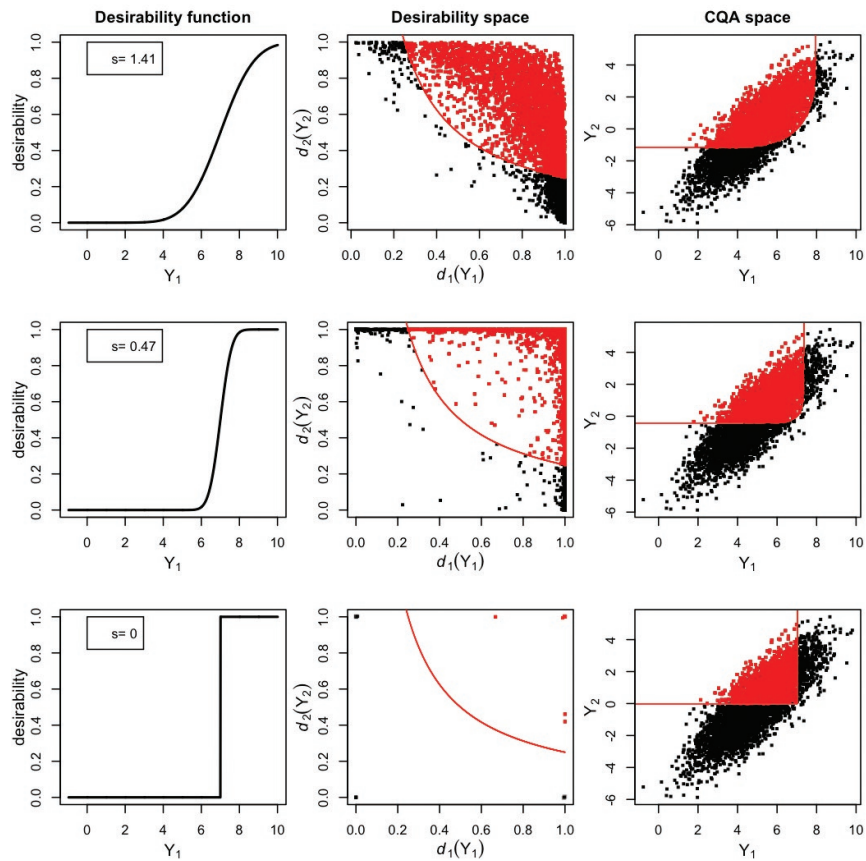 Desirability function
s= 1.41
desirability
0.0 0.2 0.4 0.6 0.8 1.0
0 2 4 6 8 10
Y₁
Desirability space
d₂(Y₂)
0.0 0.2 0.4 0.6 0.8 1.0
0.0 0.2 0.4 0.6 0.8 1.0
d₁(Y₁)
CQA space
Y₂
-6 -4 -2 0 2 4
0 2 4 6 8 10
Y₁
s= 0.47
desirability
0.0 0.2 0.4 0.6 0.8 1.0
0 2 4 6 8 10
Y₁
d₂(Y₂)
0.0 0.2 0.4 0.6 0.8 1.0
0.0 0.2 0.4 0.6 0.8 1.0
d₁(Y₁)
Y₂
-6 -4 -2 0 2 4
0 2 4 6 8 10
Y₁
s= 0
desirability
0.0 0.2 0.4 0.6 0.8 1.0
0 2 4 6 8 10
Y₁
d₂(Y₂)
0.0 0.2 0.4 0.6 0.8 1.0
0.0 0.2 0.4 0.6 0.8 1.0
d₁(Y₁)
Y₂
-6 -4 -2 0 2 4
0 2 4 6 8 10
Y₁